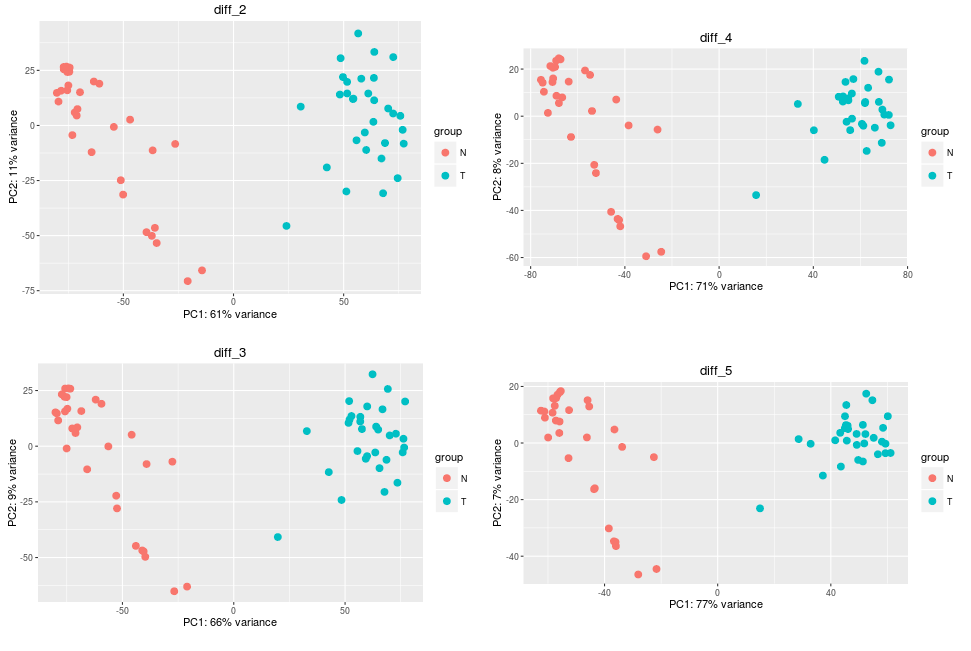 diff_2
PC2: 11% variance
25
0
-25
-50
-75
-50
0
50
PC1: 61% variance
group
N
T
diff_4
PC2: 8% variance
20
0
-20
-40
-60
-80
-40
0
40
80
PC1: 71% variance
group
N
T
diff_3
PC2: 9% variance
25
0
-25
-50
-50
0
50
PC1: 66% variance
group
N
T
diff_5
PC2: 7% variance
20
0
-20
-40
-40
0
40
PC1: 77% variance
group
N
T